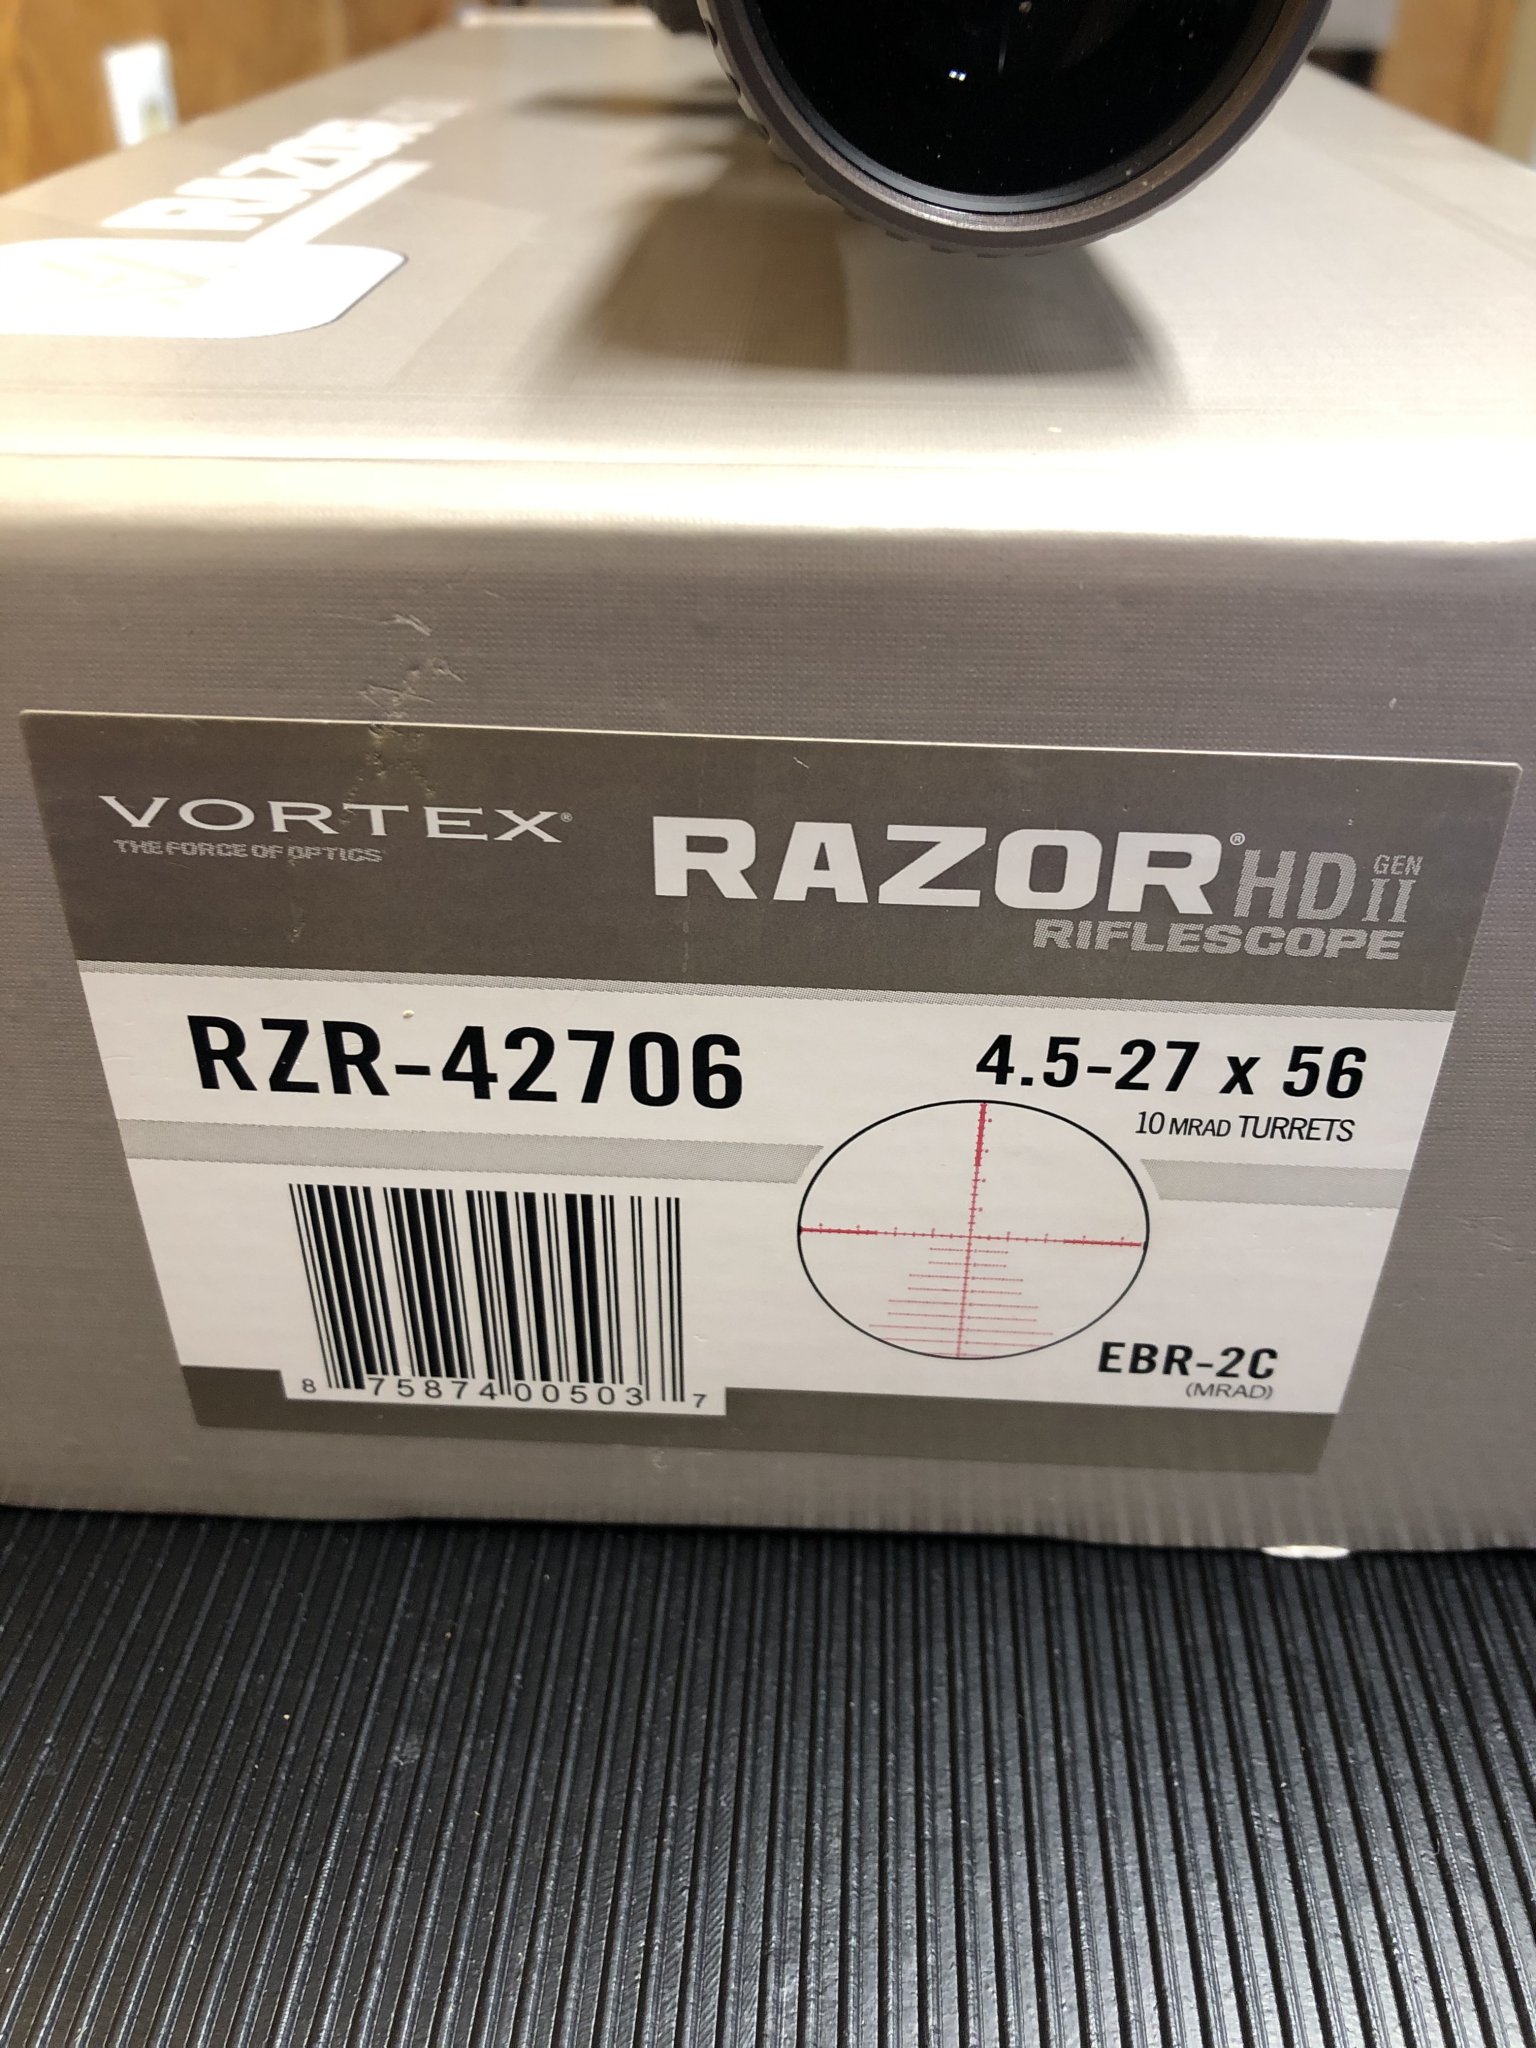 RAZOR
VORTEX®
THE FORCE OF OPTICS
RAZOR® HD GEN II
RIFLESCOPE
RZR-42706
4.5-27 x 56
10 MRAD TURRETS
EBR-2C
(MRAD)
8 75874 00503 7